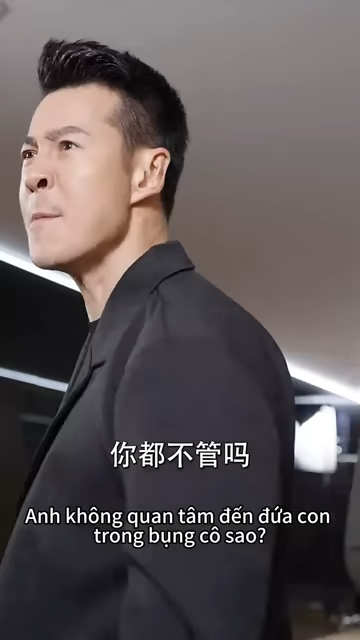 你都不管吗
Anh không quan tâm đến đứa con
trong bụng cô sao?